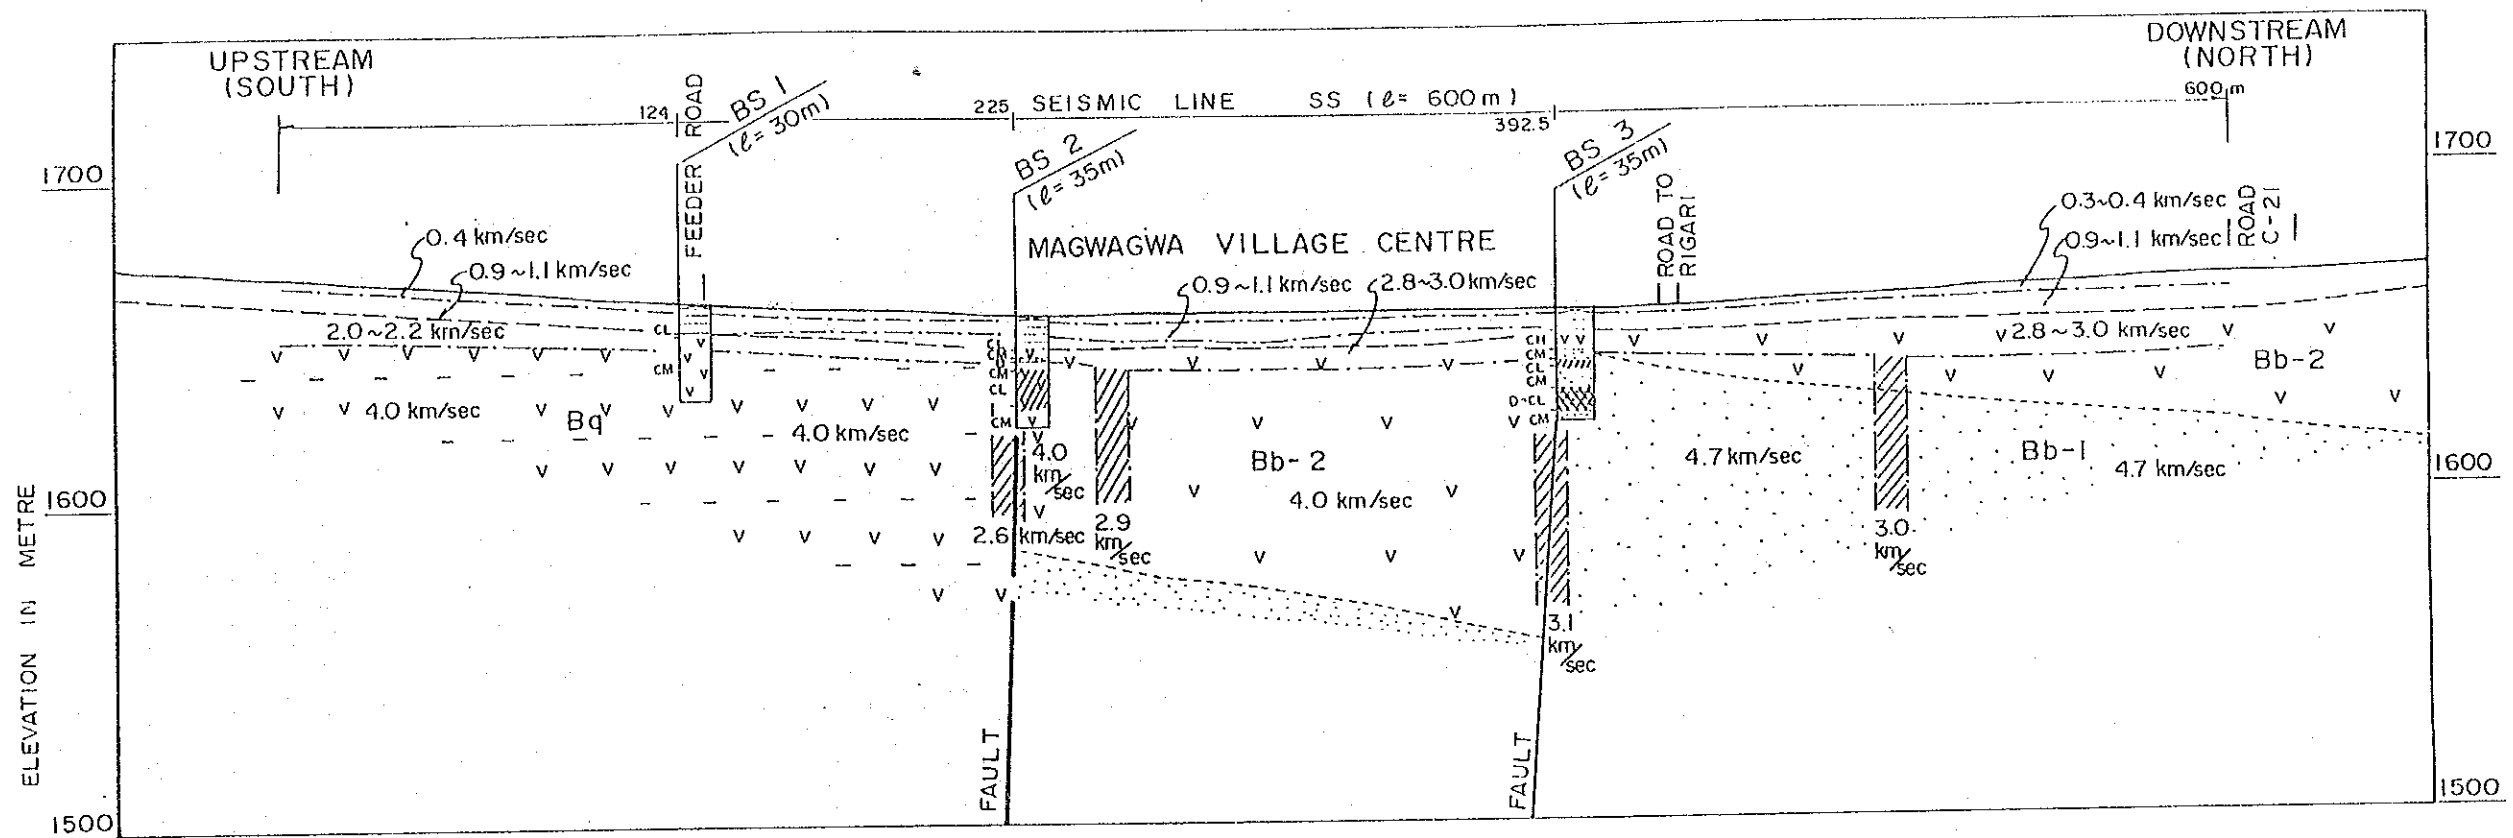 UPSTREAM
(SOUTH)
DOWNSTREAM
(NORTH)
124
FEEDER ROAD
BS 1
(ℓ= 30m)
225
SEISMIC LINE SS (ℓ= 600m)
392.5
600m
BS 2
(ℓ= 35m)
BS 3
(ℓ= 35m)
1700
1700
ROAD TO
RIGARI
ROAD
C-21
0.4 km/sec
0.9~1.1 km/sec
MAGWAGWA VILLAGE CENTRE
0.3~0.4 km/sec
0.9~1.1 km/sec
0.9~1.1 km/sec
2.8~3.0 km/sec
2.0~2.2 km/sec
2.8~3.0 km/sec
CL
CM
CL
CM
D
CM
CL
CM
CH
CM
CL
CM
D~CL
CM
Bb-2
4.0 km/sec
Bq
4.0 km/sec
4.0
km/sec
Bb-2
4.0 km/sec
4.7 km/sec
Bb-1
4.7 km/sec
1600
1600
2.6 km/sec
2.9
km/sec
3.0
km/sec
3.1
km/sec
ELEVATION IN METRE
FAULT
FAULT
1500
1500